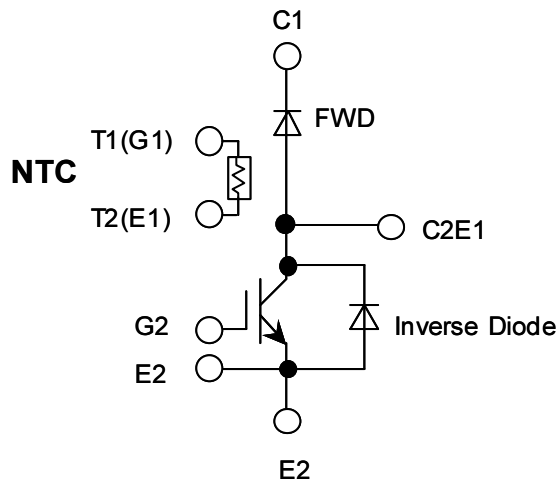 C1
FWD
T1(G1)
NTC
T2(E1)
C2E1
G2
Inverse Diode
E2
E2